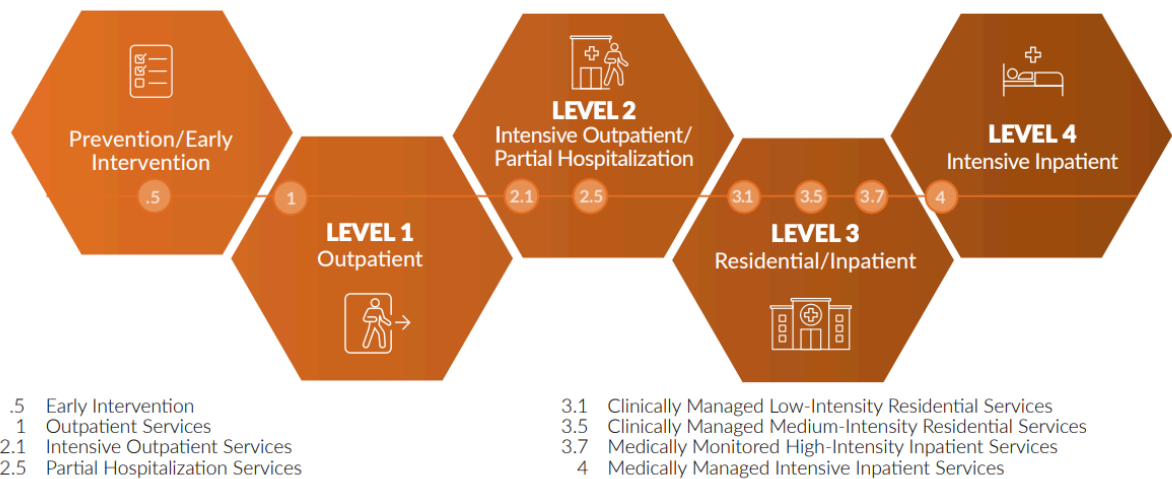 Prevention/Early
Intervention
.5
1
LEVEL 1
Outpatient
LEVEL 2
Intensive Outpatient/
Partial Hospitalization
2.1
2.5
3.1
3.5
3.7
LEVEL 3
Residential/Inpatient
LEVEL 4
Intensive Inpatient
4
.5 Early Intervention
1 Outpatient Services
2.1 Intensive Outpatient Services
2.5 Partial Hospitalization Services
3.1 Clinically Managed Low-Intensity Residential Services
3.5 Clinically Managed Medium-Intensity Residential Services
3.7 Medically Monitored High-Intensity Inpatient Services
4 Medically Managed Intensive Inpatient Services